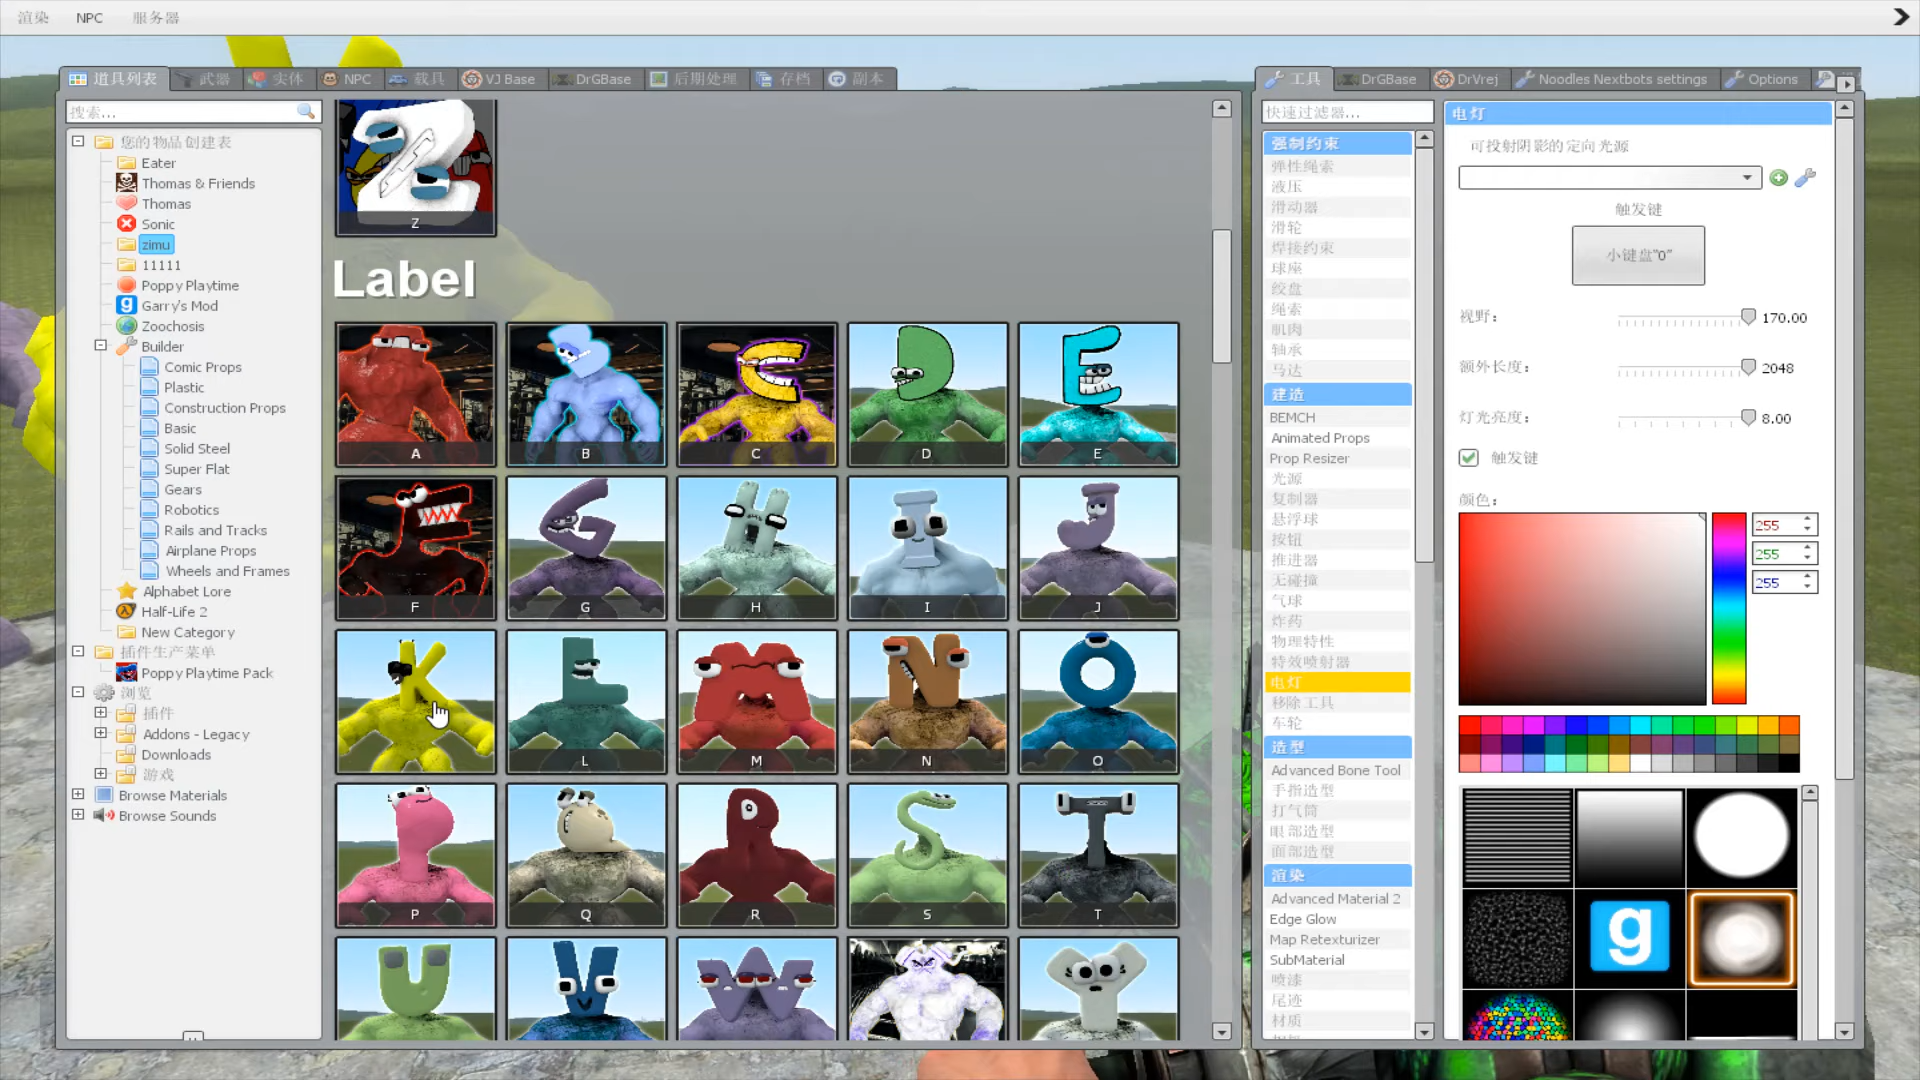 渲染 NPC 服务器
道具列表 武器 实体 NPC 载具 VJ Base DrGBase 后期处理 存档 副本
搜索...
您的物品创建表
Eater
Thomas & Friends
Thomas
Sonic
zimu
11111
Poppy Playtime
Garry's Mod
Zoochosis
Builder
Comic Props
Plastic
Construction Props
Basic
Solid Steel
Super Flat
Gears
Robotics
Rails and Tracks
Airplane Props
Wheels and Frames
Alphabet Lore
Half-Life 2
New Category
插件生产菜单
Poppy Playtime Pack
浏览
插件
Addons - Legacy
Downloads
游戏
Browse Materials
Browse Sounds
Z
Label
A B C D E
F G H I J
K L M N O
P Q R S T
工具 DrGBase DrVrej Noodles Nextbots settings Options
快速过滤器...
强制约束
弹性绳索
液压
滑动器
滑轮
焊接约束
球座
绞盘
绳索
肌肉
轴承
马达
建造
BEMCH
Animated Props
Prop Resizer
光源
复制器
悬浮球
按钮
推进器
无碰撞
气球
炸药
物理特性
特效喷射器
电灯
移除工具
车轮
造型
Advanced Bone Tool
手指造型
打气筒
眼部造型
面部造型
渲染
Advanced Material 2
Edge Glow
Map Retexturizer
SubMaterial
喷漆
尾迹
材质
电灯
可投射阴影的定向光源
触发键
小键盘"0"
视野: 170.00
额外长度: 2048
灯光亮度: 8.00
触发键
颜色:
255
255
255
g